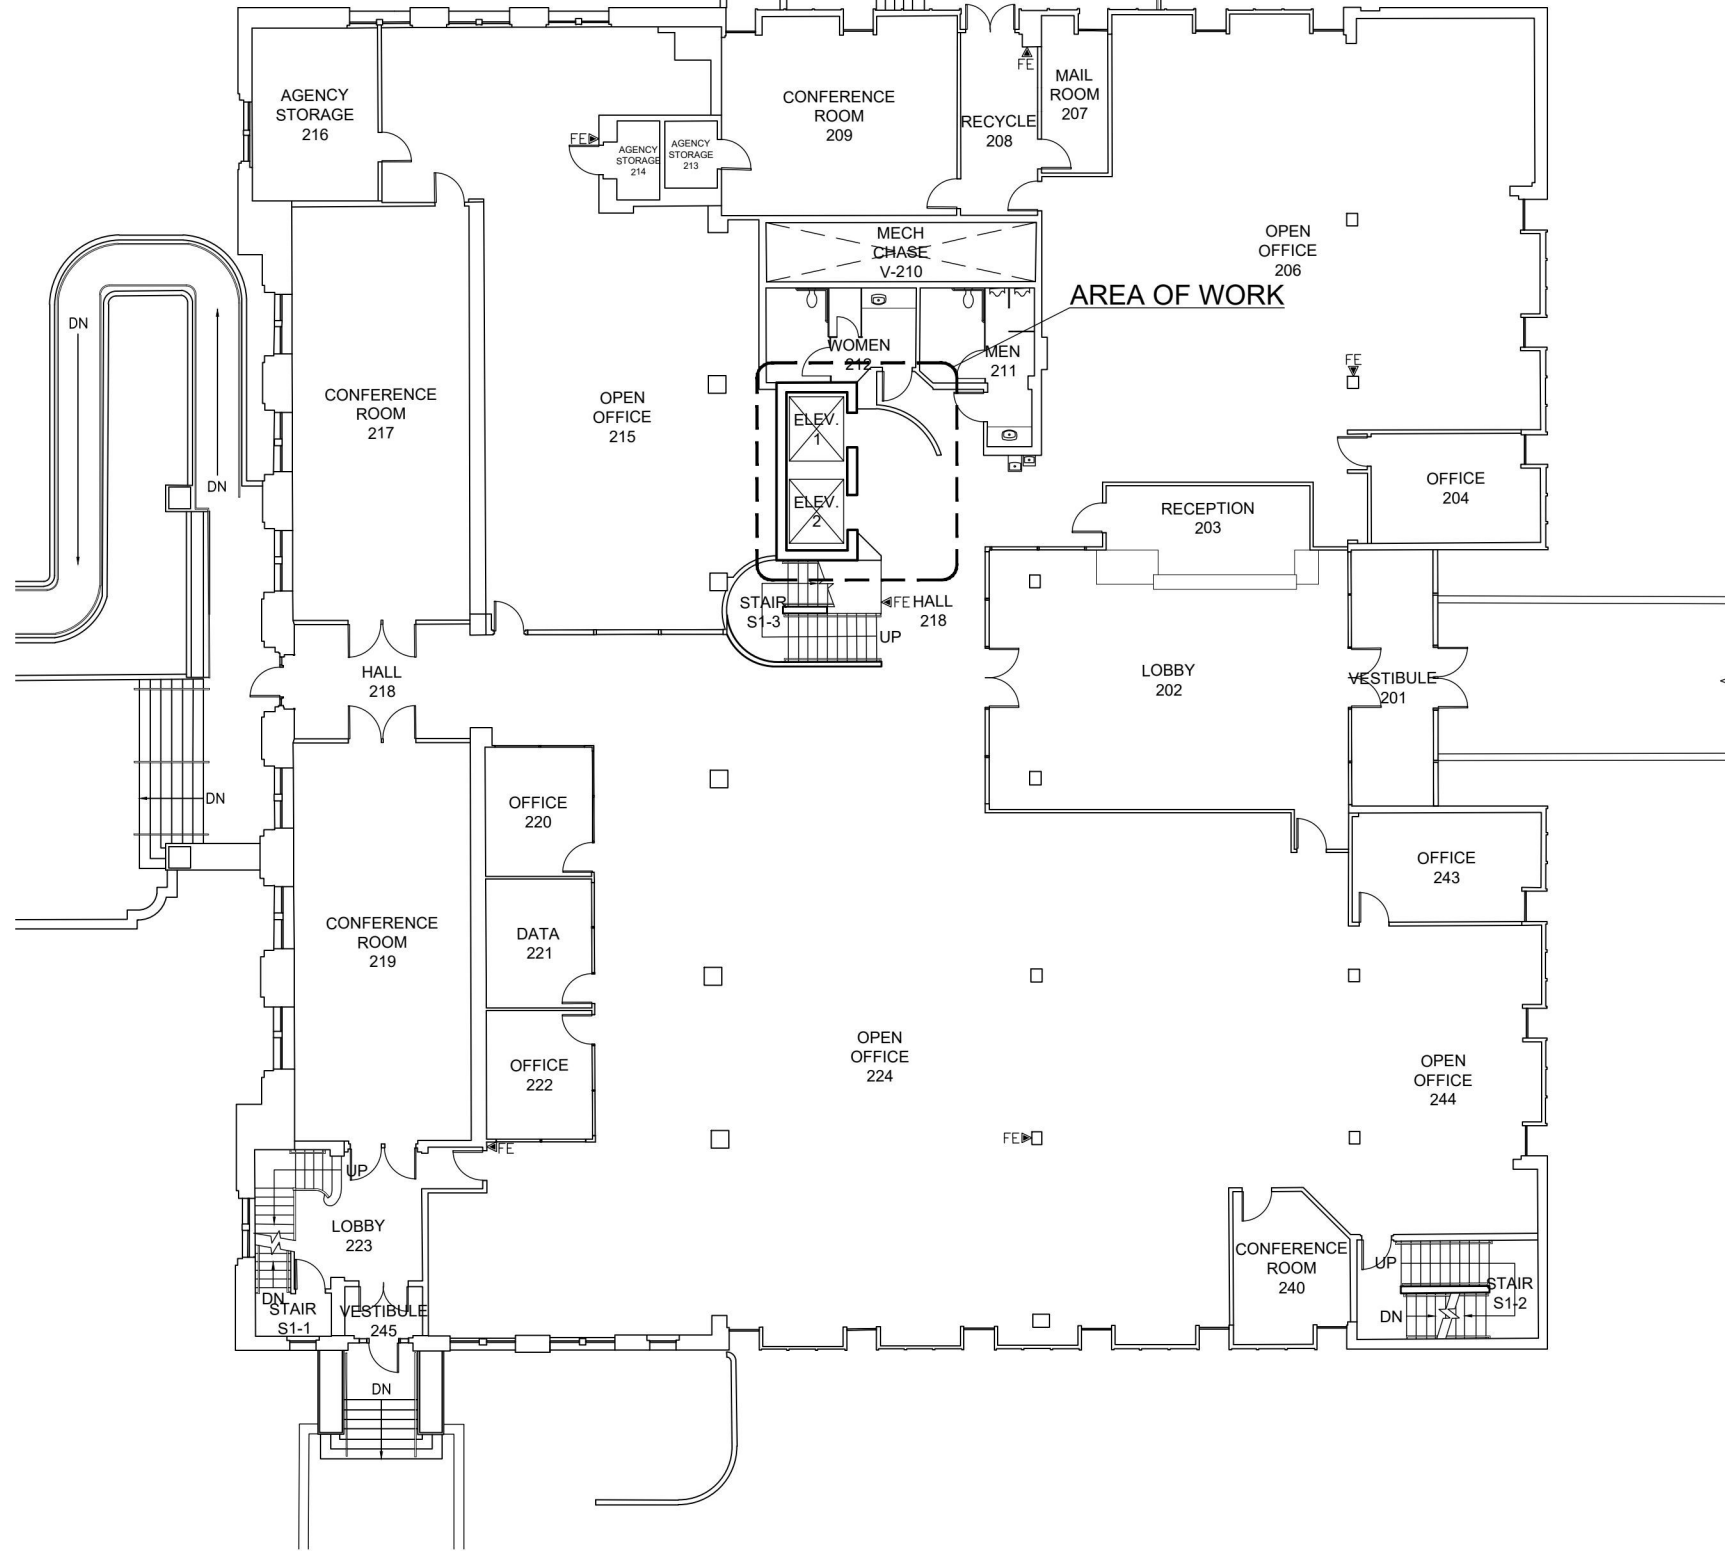 AGENCY
STORAGE
216
CONFERENCE
ROOM
209
FE
MAIL
ROOM
207
RECYCLE
208
FE
AGENCY
STORAGE
214
AGENCY
STORAGE
213
MECH
CHASE
V-210
OPEN
OFFICE
206
AREA OF WORK
DN
DN
WOMEN
212
MEN
211
FE
CONFERENCE
ROOM
217
OPEN
OFFICE
215
ELEV.
1
ELEV.
2
OFFICE
204
RECEPTION
203
STAIR
S1-3
FE
HALL
218
UP
HALL
218
LOBBY
202
VESTIBULE
201
DN
OFFICE
220
OFFICE
243
CONFERENCE
ROOM
219
DATA
221
OPEN
OFFICE
224
OFFICE
222
OPEN
OFFICE
244
FE
FE
UP
LOBBY
223
DN
STAIR
S1-1
VESTIBULE
245
CONFERENCE
ROOM
240
UP
STAIR
S1-2
DN
DN